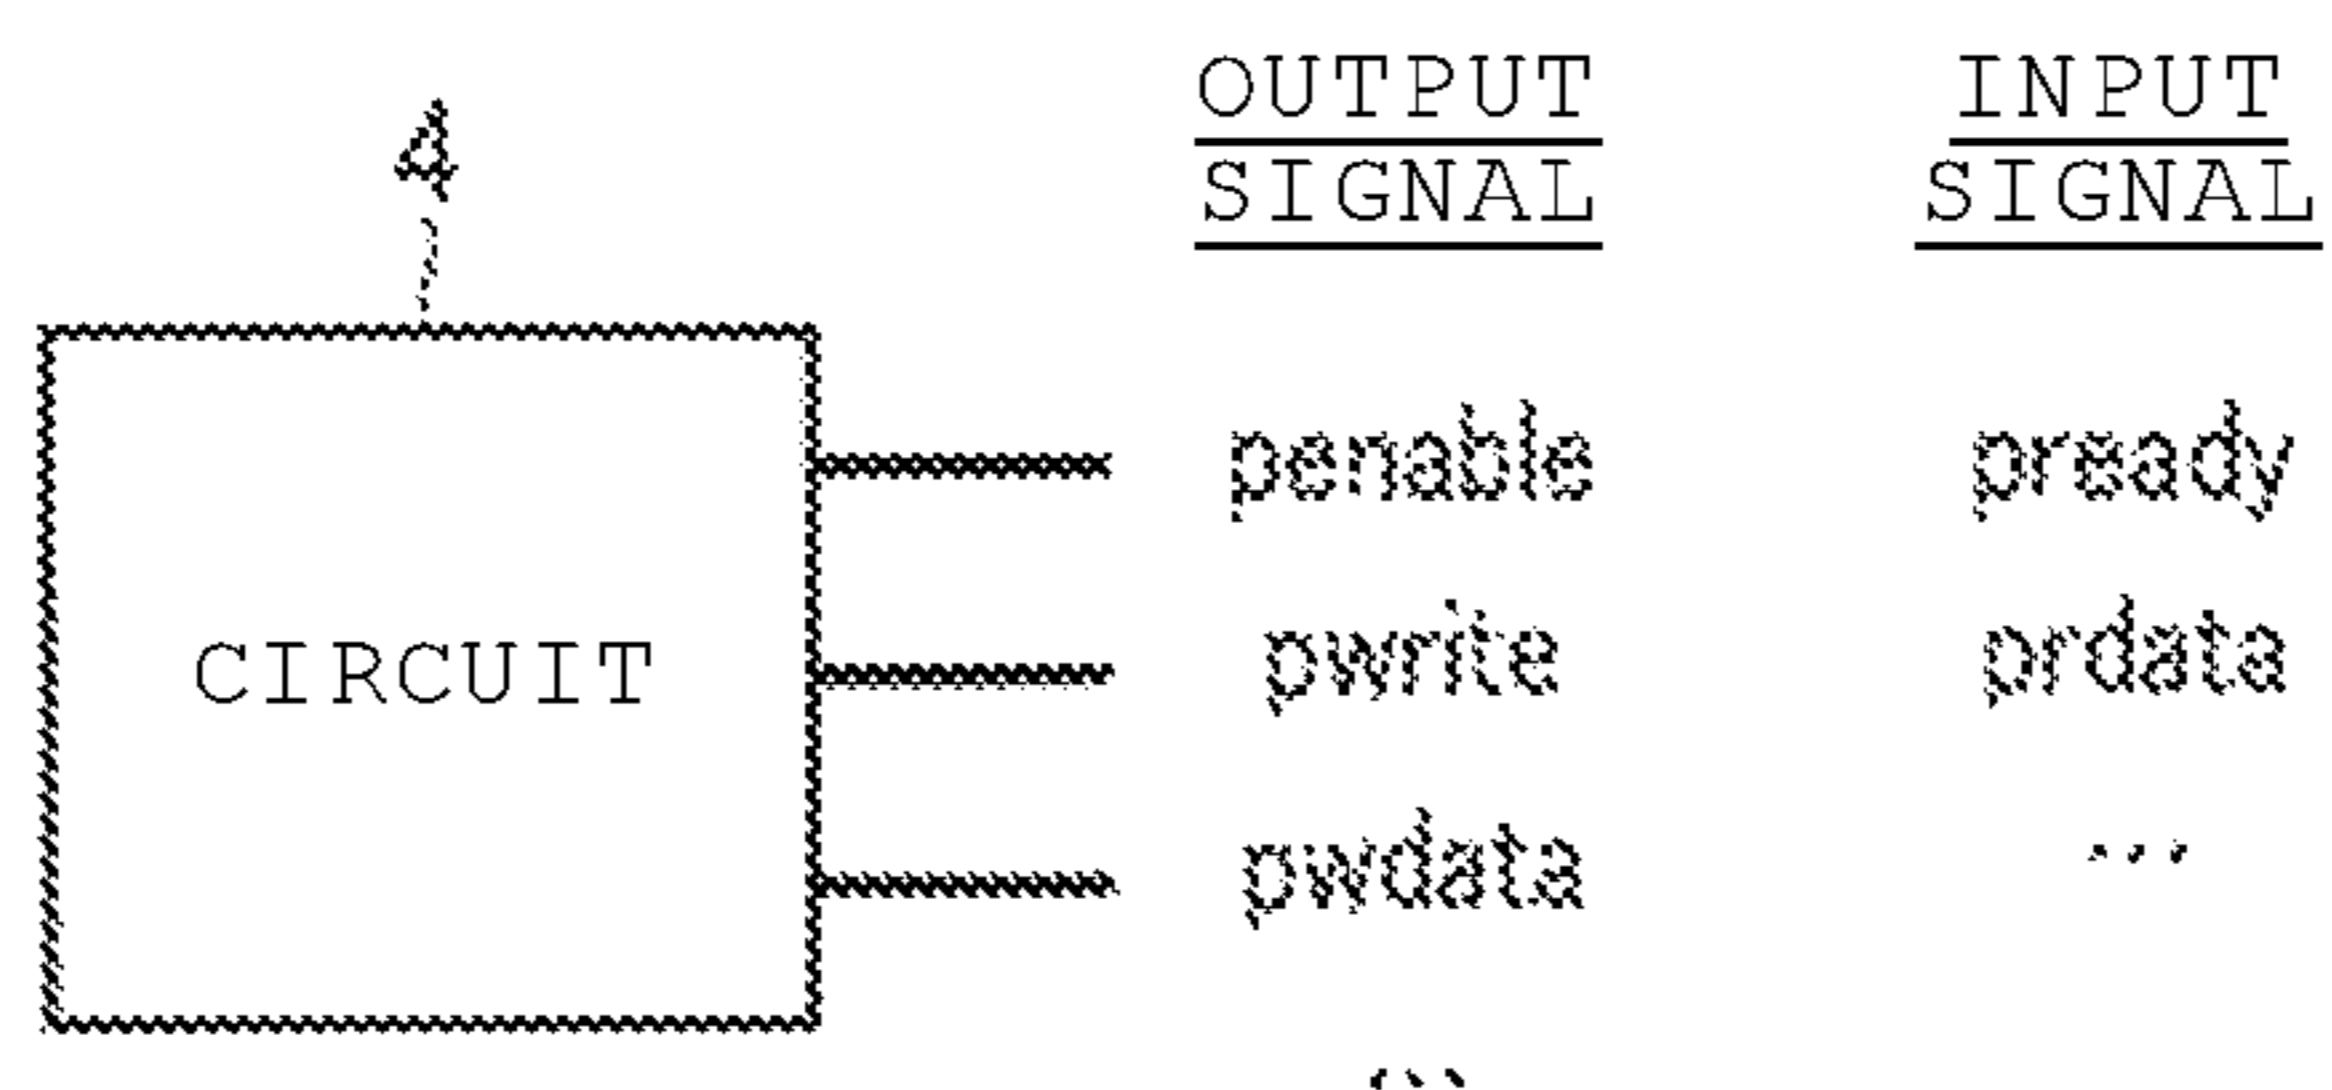 4
OUTPUT INPUT
SIGNAL SIGNAL
penable pready
CIRCUIT pwrite prdata
pwdata ...
...